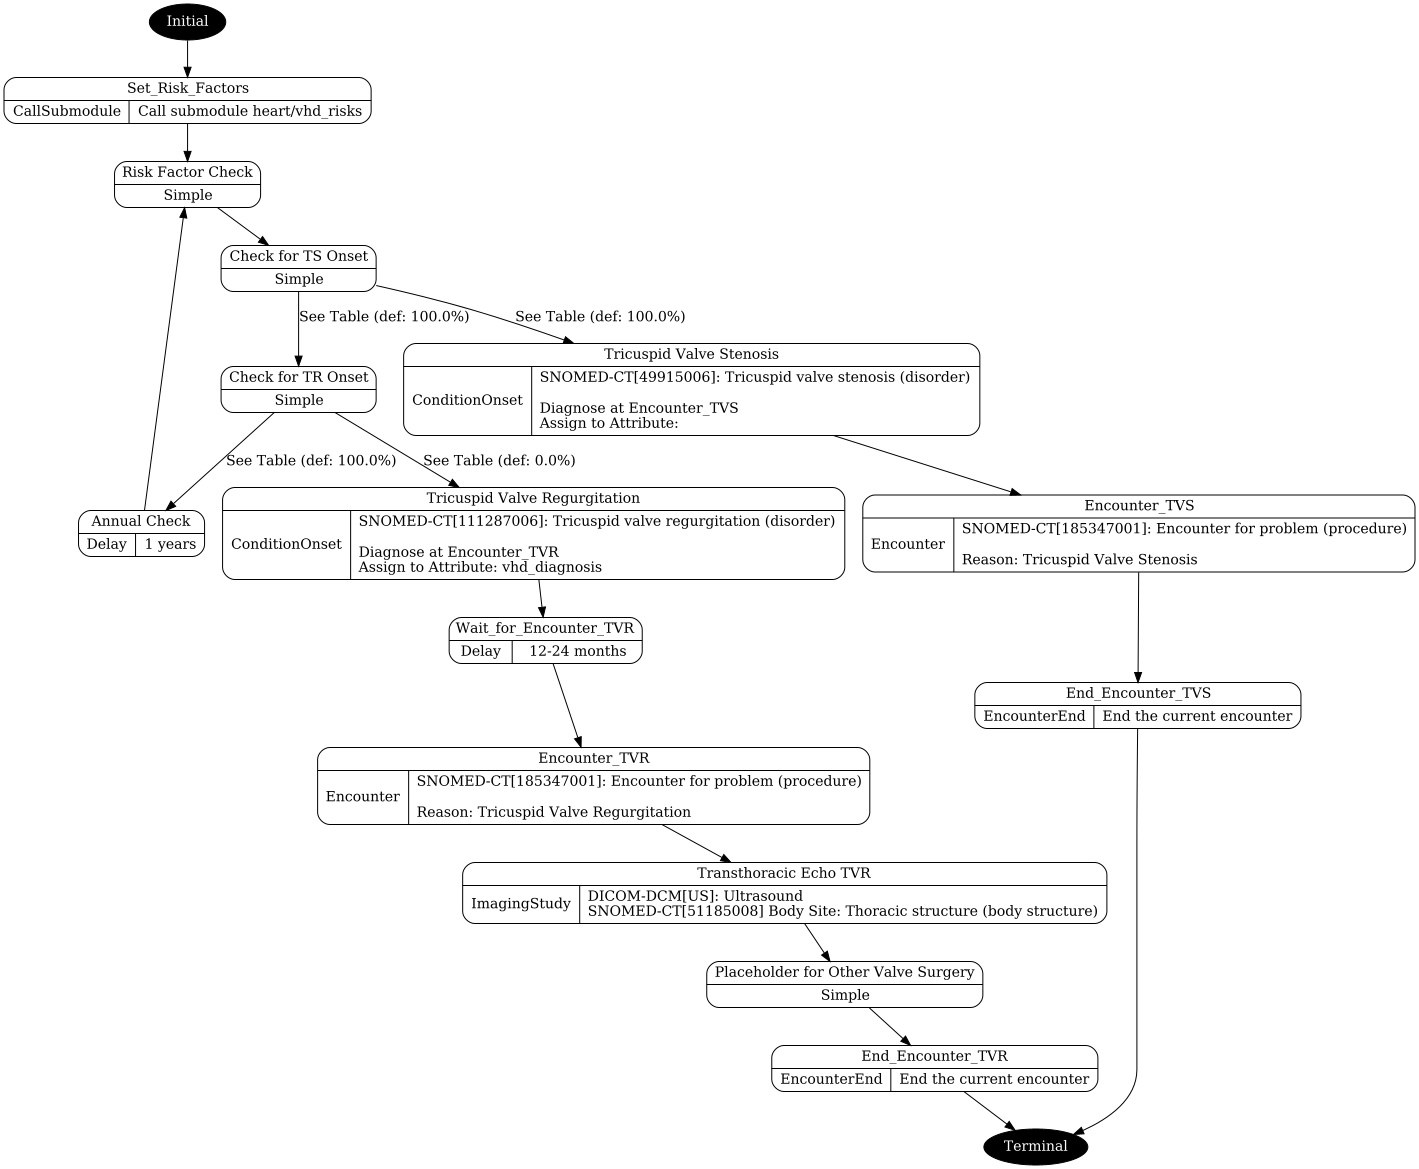 Initial
Set_Risk_Factors
CallSubmodule Call submodule heart/vhd_risks
Risk Factor Check
Simple
Check for TS Onset
Simple
See Table (def: 100.0%) See Table (def: 100.0%)
Tricuspid Valve Stenosis
ConditionOnset
SNOMED-CT[49915006]: Tricuspid valve stenosis (disorder)
Diagnose at Encounter_TVS
Assign to Attribute:
Check for TR Onset
Simple
See Table (def: 100.0%) See Table (def: 0.0%)
Annual Check
Delay 1 years
Tricuspid Valve Regurgitation
ConditionOnset
SNOMED-CT[111287006]: Tricuspid valve regurgitation (disorder)
Diagnose at Encounter_TVR
Assign to Attribute: vhd_diagnosis
Encounter_TVS
Encounter
SNOMED-CT[185347001]: Encounter for problem (procedure)
Reason: Tricuspid Valve Stenosis
Wait_for_Encounter_TVR
Delay 12-24 months
End_Encounter_TVS
EncounterEnd End the current encounter
Encounter_TVR
Encounter
SNOMED-CT[185347001]: Encounter for problem (procedure)
Reason: Tricuspid Valve Regurgitation
Transthoracic Echo TVR
ImagingStudy
DICOM-DCM[US]: Ultrasound
SNOMED-CT[51185008] Body Site: Thoracic structure (body structure)
Placeholder for Other Valve Surgery
Simple
End_Encounter_TVR
EncounterEnd End the current encounter
Terminal